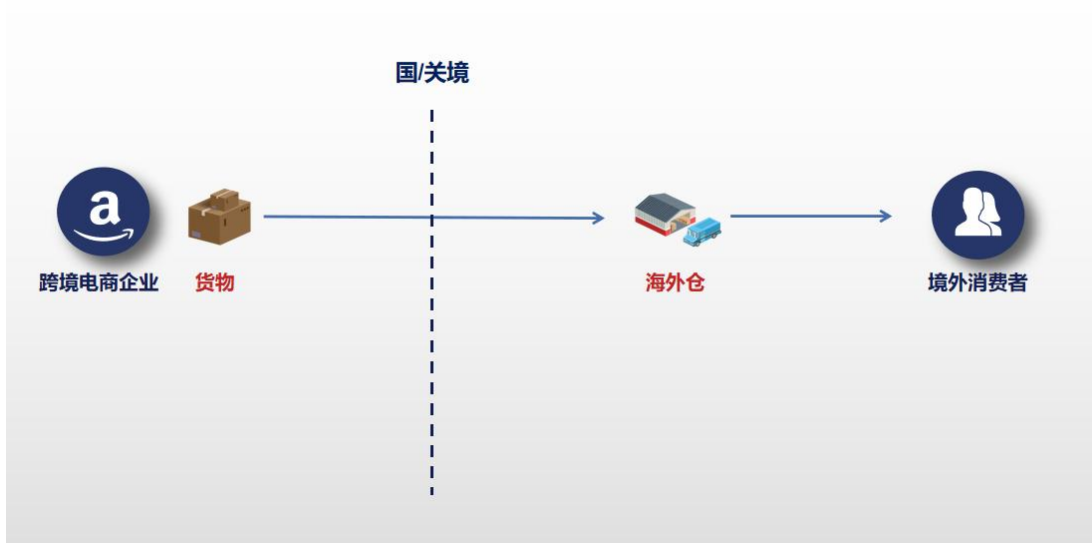 国/关境
a
跨境电商企业
货物
海外仓
境外消费者